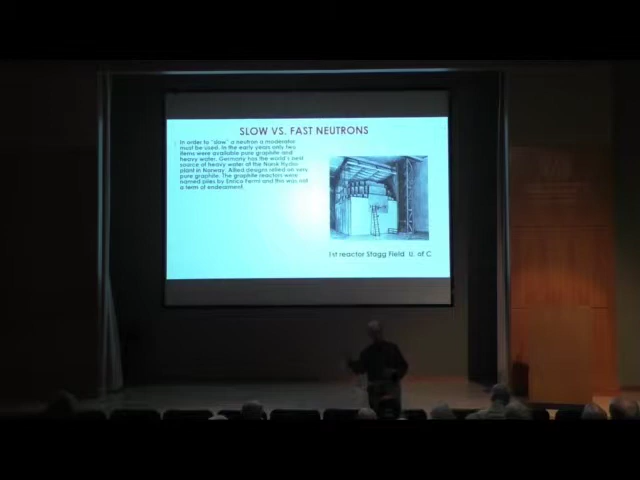 SLOW VS. FAST NEUTRONS
In order to "slow" a neutron a moderator
must be used. In the early years only two
items were available pure graphite and
heavy water. Germany has the world's best
source of heavy water at the Norsk Hydro
plant in Norway. Allied designs relied on very
pure graphite. The graphite reactors were
named piles by Enrico Fermi and this was not
a term of endearment.
1st reactor Stagg Field U. of C